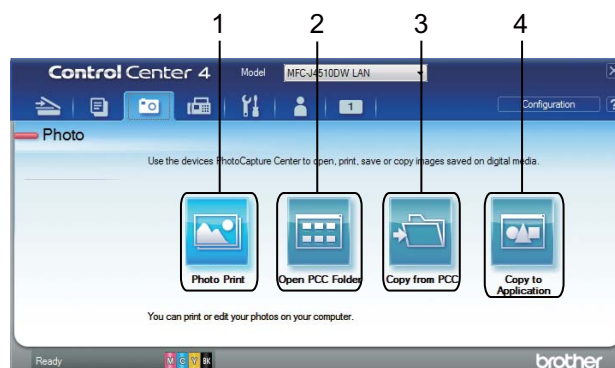 1 2 3 4
Control Center 4 Model MFC-J4510DW LAN
1 Configuration ?
Photo
Use the devices PhotoCapture Center to open, print, save or copy images saved on digital media.
Photo Print Open PCC Folder Copy from PCC Copy to Application
You can print or edit your photos on your computer.
Ready M C Y BK brother